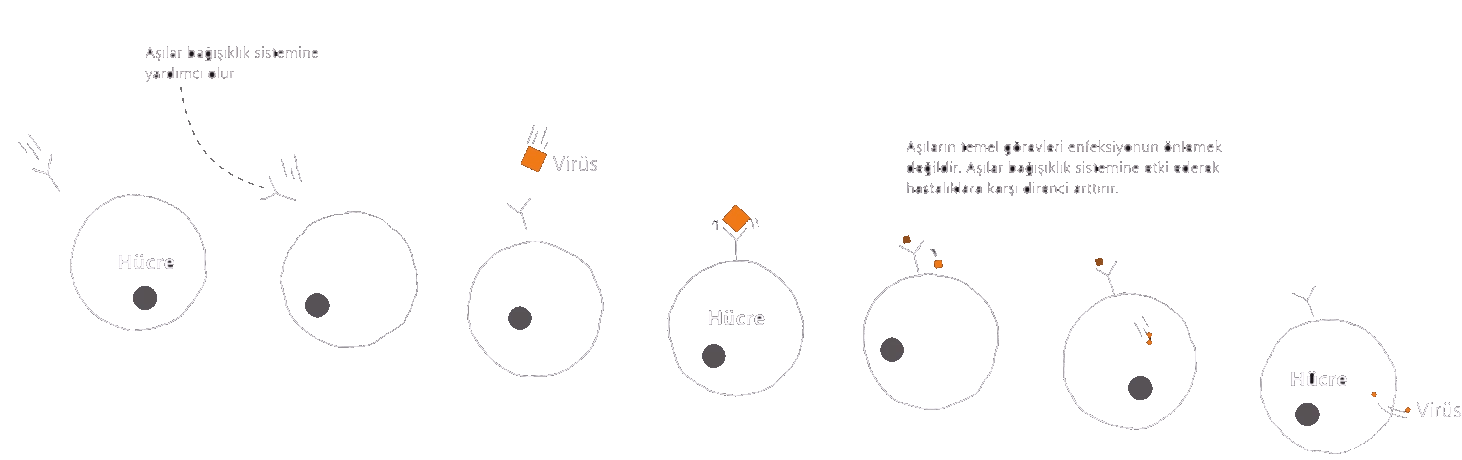 Aşılar bağışıklık sistemine
yardımcı olur
Virüs
Aşıların temel görevleri enfeksiyonun önlemek
değildir. Aşılar bağışıklık sistemine etki ederek
hastalıklara karşı direnci arttırır.
Hücre
Hücre
Hücre
Virüs